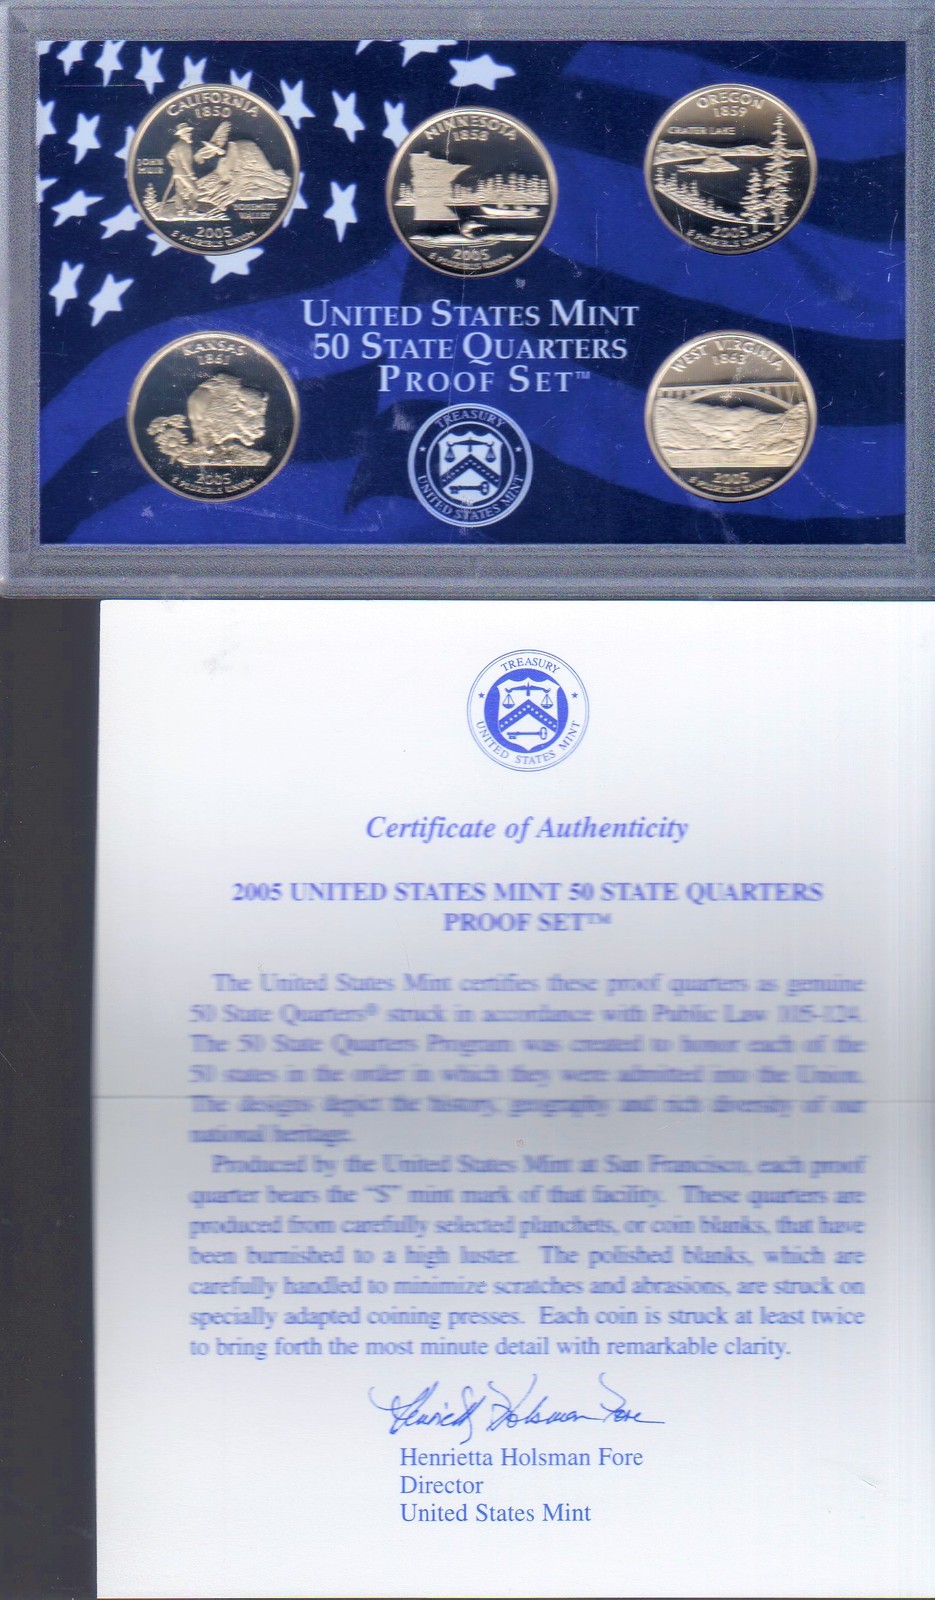 CALIFORNIA
1850
JOHN
MUIR
YOSEMITE
VALLEY
2005
E PLURIBUS UNUM
MINNESOTA
1858
2005
E PLURIBUS UNUM
OREGON
1859
CRATER LAKE
2005
E PLURIBUS UNUM
UNITED STATES MINT
50 STATE QUARTERS
PROOF SET™
KANSAS
1861
2005
E PLURIBUS UNUM
TREASURY
UNITED STATES MINT
WEST VIRGINIA
1863
2005
E PLURIBUS UNUM
TREASURY
UNITED STATES MINT
Certificate of Authenticity
2005 UNITED STATES MINT 50 STATE QUARTERS
PROOF SET™
The United States Mint certifies these proof quarters as genuine
50 State Quarters® struck in accordance with Public Law 105-124.
The 50 State Quarters Program was created to honor each of the
50 states in the order in which they were admitted into the Union.
The designs depict the history, geography and rich diversity of our
national heritage.
Produced by the United States Mint at San Francisco, each proof
quarter bears the “S” mint mark of that facility. These quarters are
produced from carefully selected planchets, or coin blanks, that have
been burnished to a high luster. The polished blanks, which are
carefully handled to minimize scratches and abrasions, are struck on
specially adapted coining presses. Each coin is struck at least twice
to bring forth the most minute detail with remarkable clarity.
Henrietta Holsman Fore
Henrietta Holsman Fore
Director
United States Mint